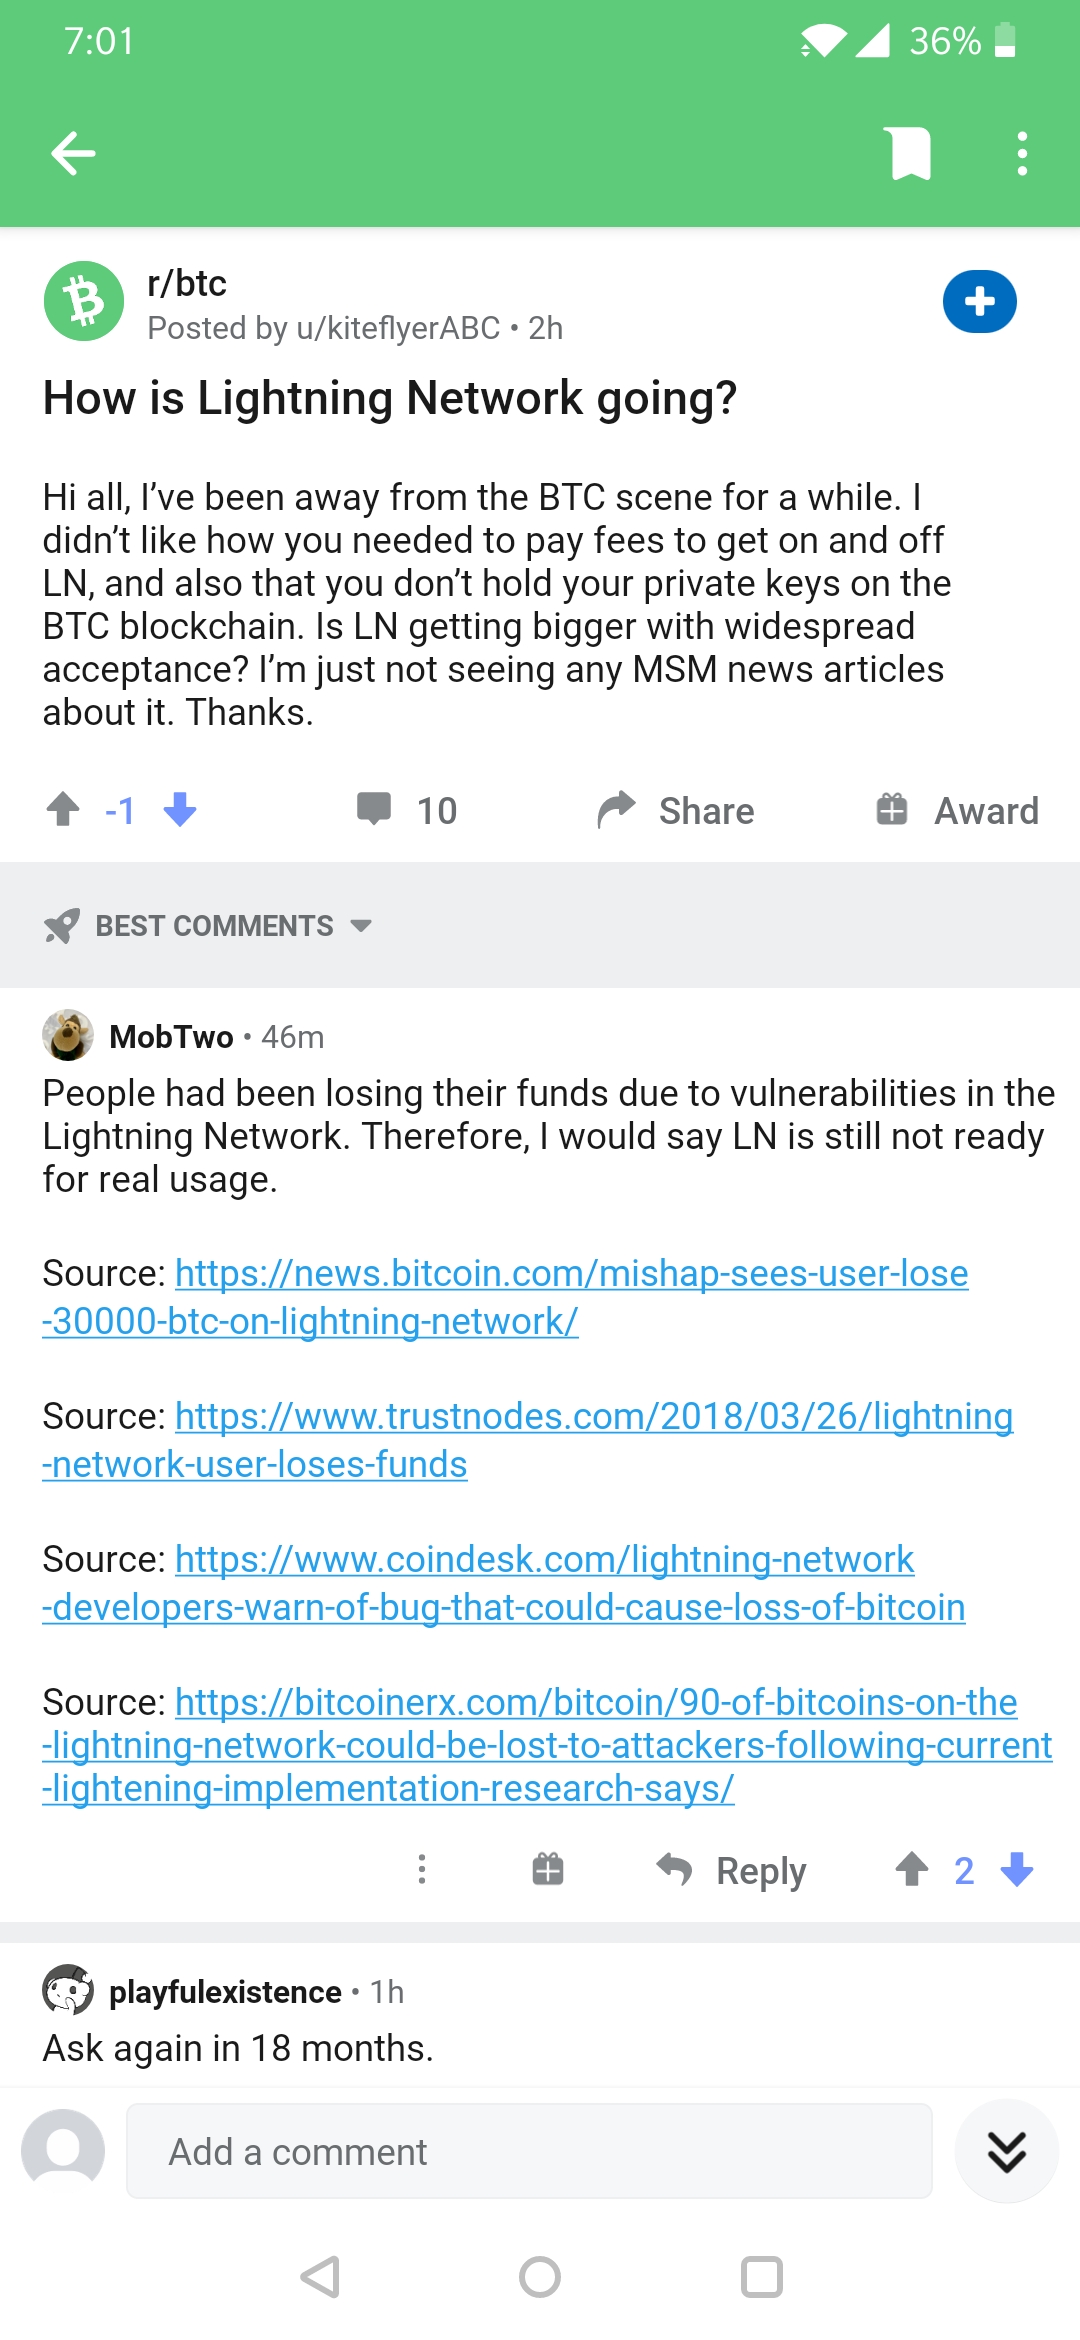 7:01
36%
r/btc
Posted by u/kiteflyerABC • 2h
How is Lightning Network going?
Hi all, I’ve been away from the BTC scene for a while. I
didn’t like how you needed to pay fees to get on and off
LN, and also that you don’t hold your private keys on the
BTC blockchain. Is LN getting bigger with widespread
acceptance? I’m just not seeing any MSM news articles
about it. Thanks.
-1
10
Share
Award
BEST COMMENTS
MobTwo • 46m
People had been losing their funds due to vulnerabilities in the
Lightning Network. Therefore, I would say LN is still not ready
for real usage.
Source: https://news.bitcoin.com/mishap-sees-user-lose
-30000-btc-on-lightning-network/
Source: https://www.trustnodes.com/2018/03/26/lightning
-network-user-loses-funds
Source: https://www.coindesk.com/lightning-network
-developers-warn-of-bug-that-could-cause-loss-of-bitcoin
Source: https://bitcoinerx.com/bitcoin/90-of-bitcoins-on-the
-lightning-network-could-be-lost-to-attackers-following-current
-lightening-implementation-research-says/
Reply
2
playfulexistence • 1h
Ask again in 18 months.
Add a comment